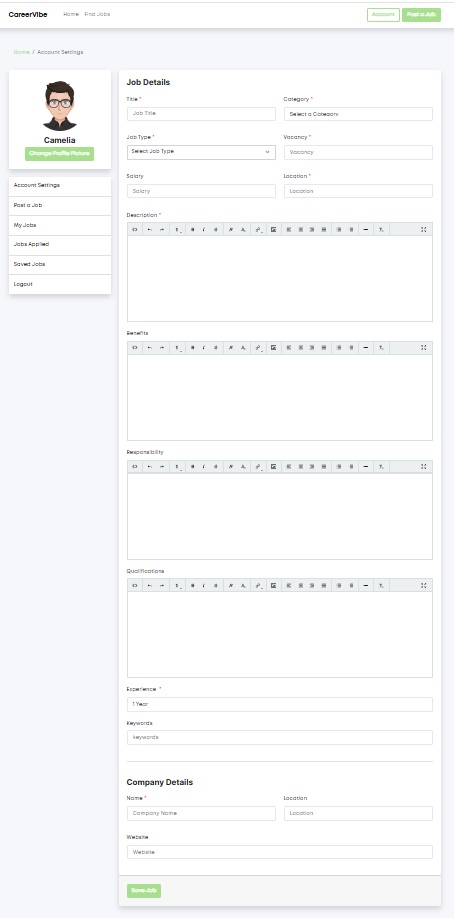 CareerVibe Home Find Jobs Account Post a Job
Home / Account Settings
Camelia
Change Profile Picture
Account Settings
Post a Job
My Jobs
Jobs Applied
Saved Jobs
Logout
Job Details
Title * Category *
Job Title Select a Category
Job Type * Vacancy *
Select Job Type Vacancy
Salary Location *
Salary Location
Description *
Benefits
Responsibility
Qualifications
Experience *
1 Year
Keywords
keywords
Company Details
Name * Location
Company Name Location
Website
Website
Save Job